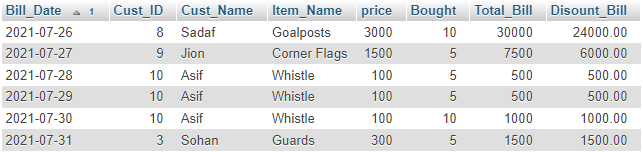 Bill_Date 1 Cust_ID Cust_Name Item_Name price Bought Total_Bill Disount_Bill
2021-07-26 8 Sadaf Goalposts 3000 10 30000 24000.00
2021-07-27 9 Jion Corner Flags 1500 5 7500 6000.00
2021-07-28 10 Asif Whistle 100 5 500 500.00
2021-07-29 10 Asif Whistle 100 5 500 500.00
2021-07-30 10 Asif Whistle 100 10 1000 1000.00
2021-07-31 3 Sohan Guards 300 5 1500 1500.00